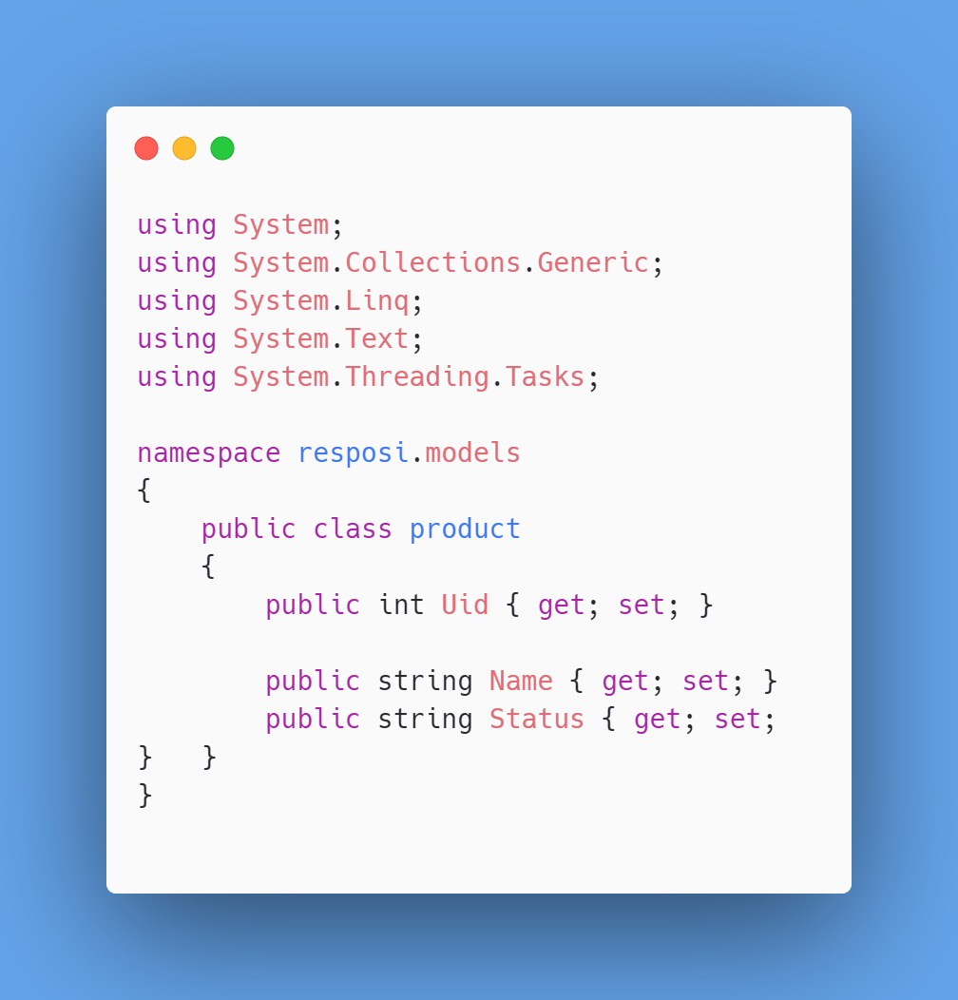 using System;
using System.Collections.Generic;
using System.Linq;
using System.Text;
using System.Threading.Tasks;

namespace resposi.models
{
    public class product
    {
        public int Uid { get; set; }

        public string Name { get; set; }
        public string Status { get; set;
}   }
}